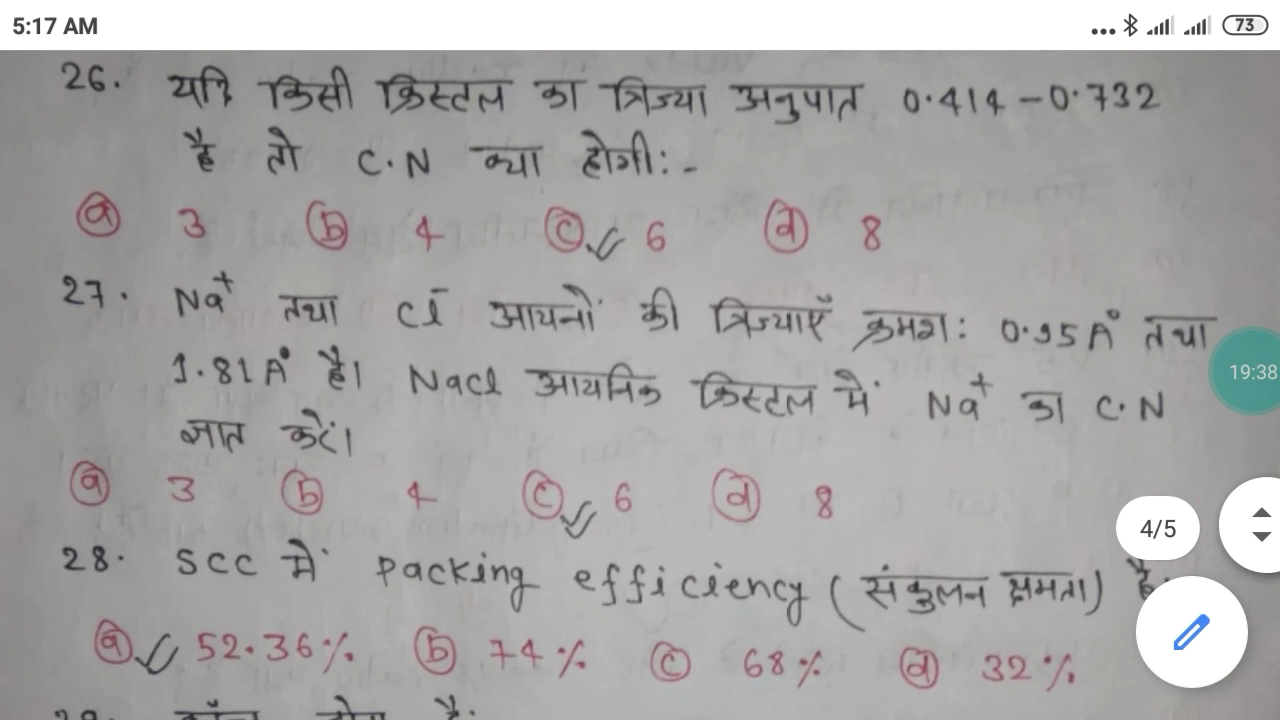 5:17 AM
73
26. यदि किसी क्रिस्टल का त्रिज्या अनुपात 0.414-0.732
है तो C.N क्या होगी:-
(a) 3 (b) 4 (c) 6 (d) 8
27. Na+ तथा Cl- आयनों की त्रिज्याएँ क्रमश: 0.95A° तथा
1.81A° है। NaCl आयनिक क्रिस्टल में Na+ का C.N
ज्ञात करें।
19:38
(a) 3 (b) 4 (c) 6 (d) 8
4/5
28. SCC में Packing efficiency (संकुलन क्षमता) है.
(a) 52.36% (b) 74% (c) 68% (d) 32%